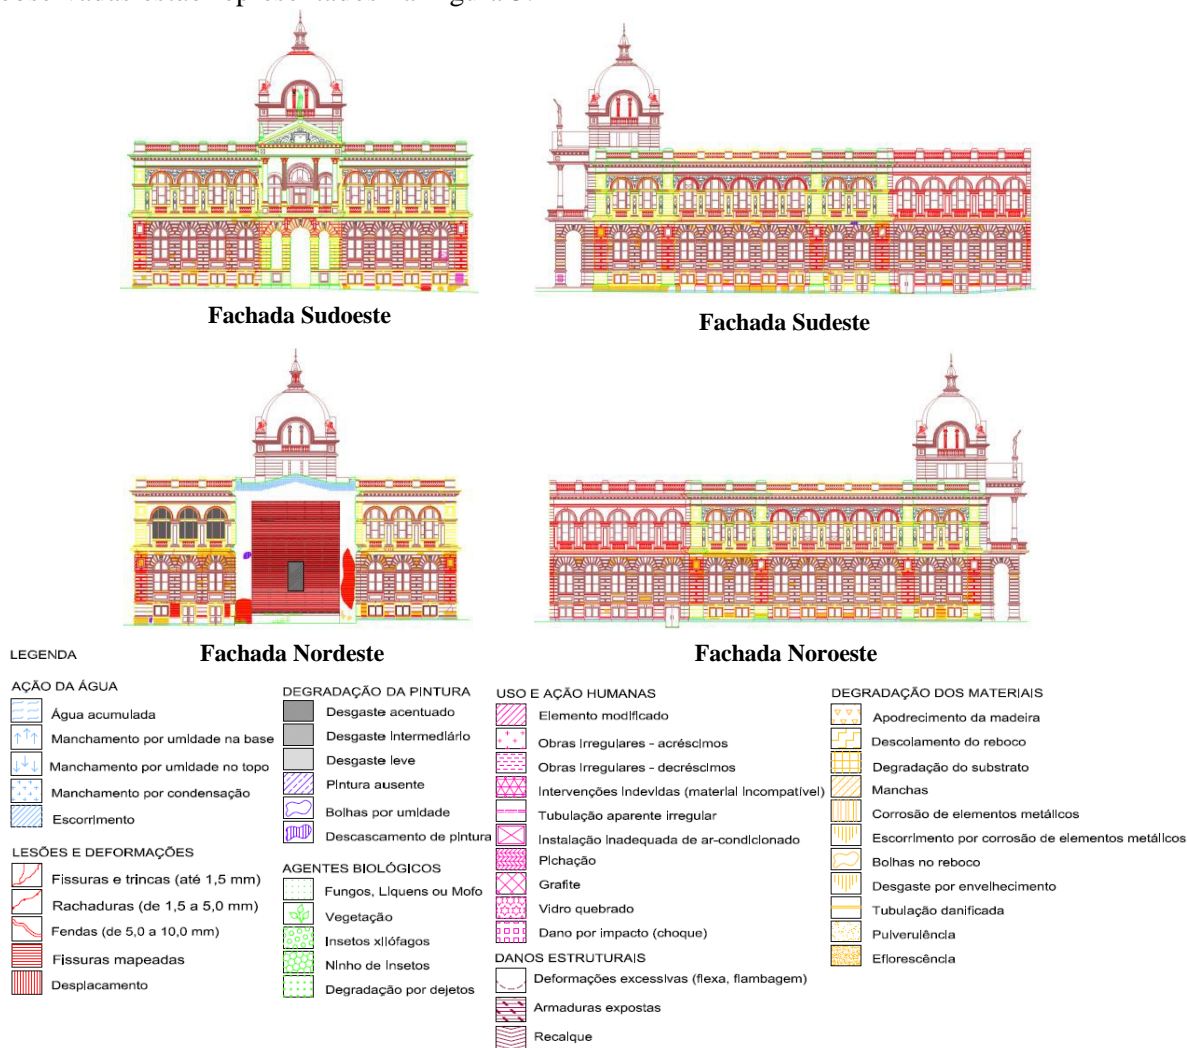 observadas estão representados na Figura
Fachada Sudoeste
Fachada Sudeste
Fachada Nordeste
Fachada Noroeste
LEGENDA
AÇÃO DA ÁGUA
Água acumulada
Manchamento por umidade na base
Manchamento por umidade no topo
Manchamento por condensação
Escorrimento
LESÕES E DEFORMAÇÕES
Fissuras e trincas (até 1,5 mm)
Rachaduras (de 1,5 a 5,0 mm)
Fendas (de 5,0 a 10,0 mm)
Fissuras mapeadas
Desplacamento
DEGRADAÇÃO DA PINTURA
Desgaste acentuado
Desgaste intermediário
Desgaste leve
Pintura ausente
Bolhas por umidade
Descascamento de pintura
AGENTES BIOLÓGICOS
Fungos, Liquens ou Mofo
Vegetação
Insetos xilófagos
Ninho de Insetos
Degradação por dejetos
USO E AÇÃO HUMANAS
Elemento modificado
Obras irregulares - acréscimos
Obras irregulares - decréscimos
Intervenções indevidas (material incompatível)
Tubulação aparente irregular
Instalação inadequada de ar-condicionado
Pichação
Grafite
Vidro quebrado
Dano por impacto (choque)
DANOS ESTRUTURAIS
Deformações excessivas (flexa, flambagem)
Armaduras expostas
Recalque
DEGRADAÇÃO DOS MATERIAIS
Apodrecimento da madeira
Descolamento do reboco
Degradação do substrato
Manchas
Corrosão de elementos metálicos
Escorrimento por corrosão de elementos metálicos
Bolhas no reboco
Desgaste por envelhecimento
Tubulação danificada
Pulverulência
Eflorescência